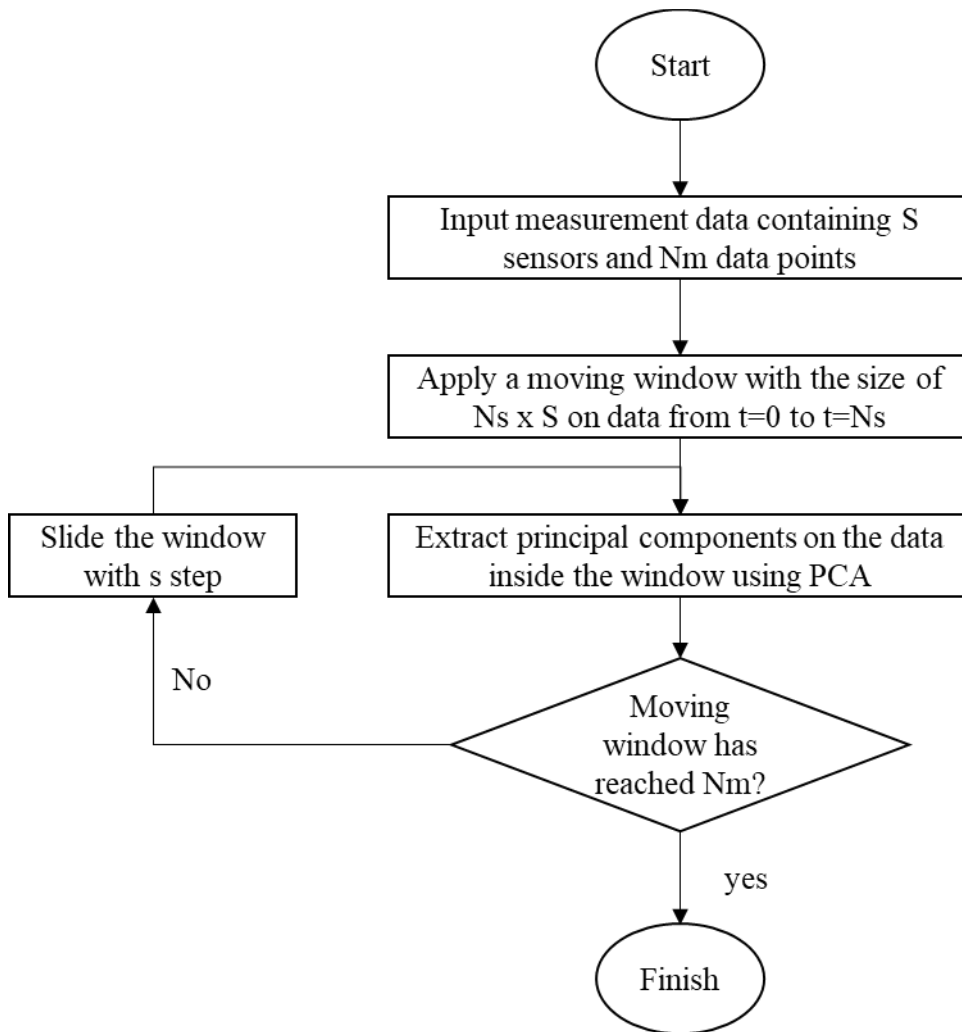 Start
Input measurement data containing S
sensors and Nm data points
Apply a moving window with the size of
Ns x S on data from t=0 to t=Ns
Slide the window
with s step
Extract principal components on the data
inside the window using PCA
No
Moving
window has
reached Nm?
yes
Finish